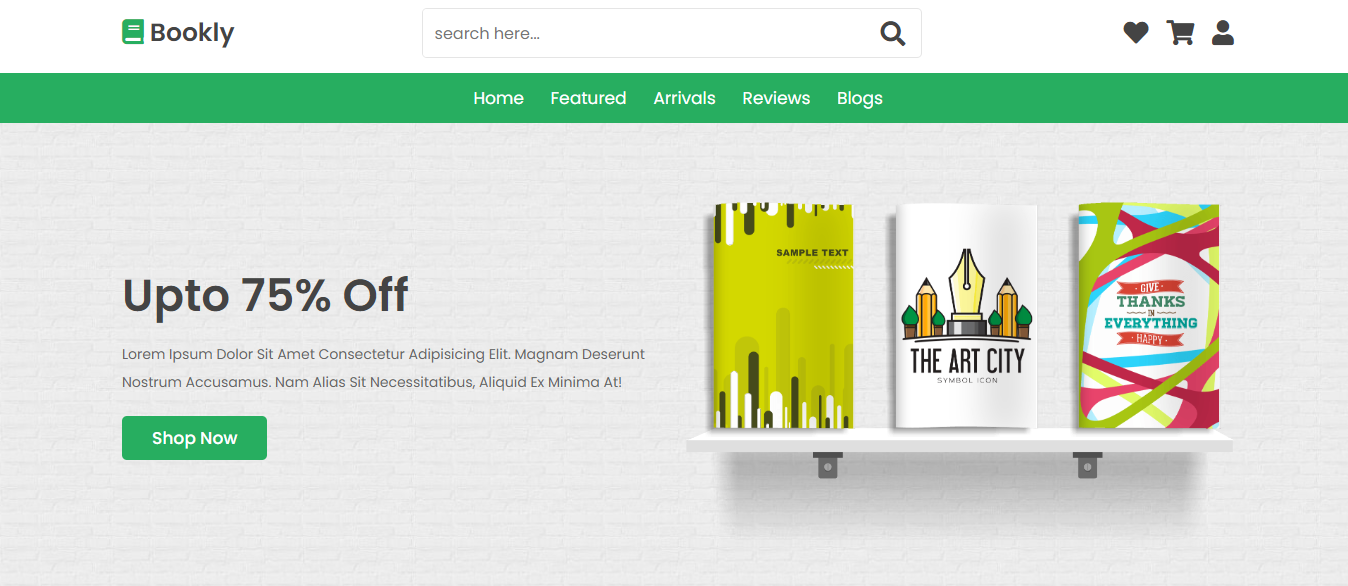 Bookly
search here...
Home Featured Arrivals Reviews Blogs
Upto 75% Off
Lorem Ipsum Dolor Sit Amet Consectetur Adipisicing Elit. Magnam Deserunt
Nostrum Accusamus. Nam Alias Sit Necessitatibus, Aliquid Ex Minima At!
Shop Now
SAMPLE TEXT
THE ART CITY
SYMBOL ICON
· GIVE ·
THANKS
IN
EVERYTHING
· HAPPY ·